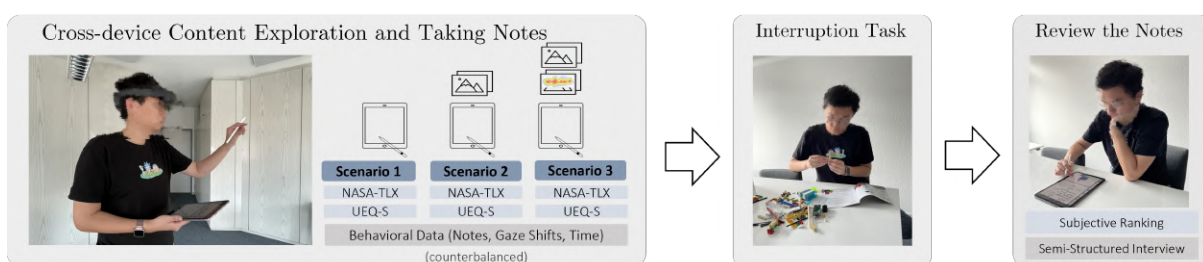 Cross-device Content Exploration and Taking Notes
Scenario 1
Scenario 2
Scenario 3
NASA-TLX
NASA-TLX
NASA-TLX
UEQ-S
UEQ-S
UEQ-S
Behavioral Data (Notes, Gaze Shifts, Time)
(counterbalanced)
Interruption Task
Review the Notes
Subjective Ranking
Semi-Structured Interview